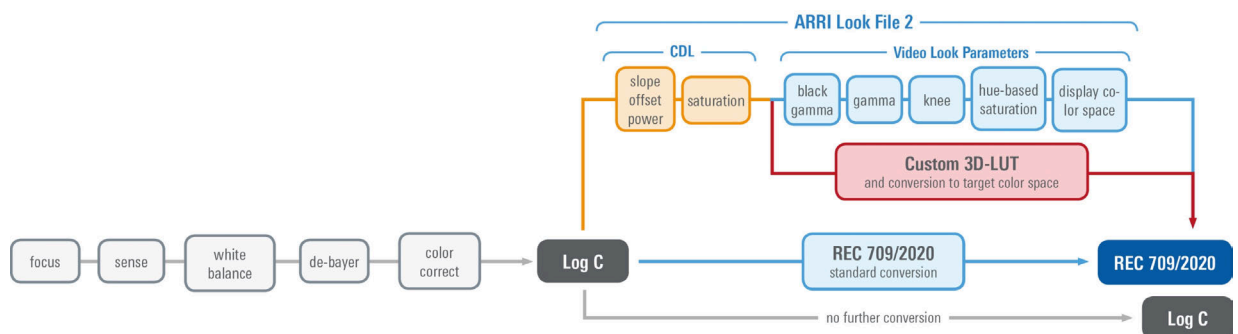 ARRI Look File 2
CDL
Video Look Parameters
slope
offset
power
saturation
black
gamma
gamma
knee
hue-based
saturation
display co-
lor space
Custom 3D-LUT
and conversion to target color space
focus
sense
white
balance
de-bayer
color
correct
Log C
REC 709/2020
standard conversion
REC 709/2020
no further conversion
Log C